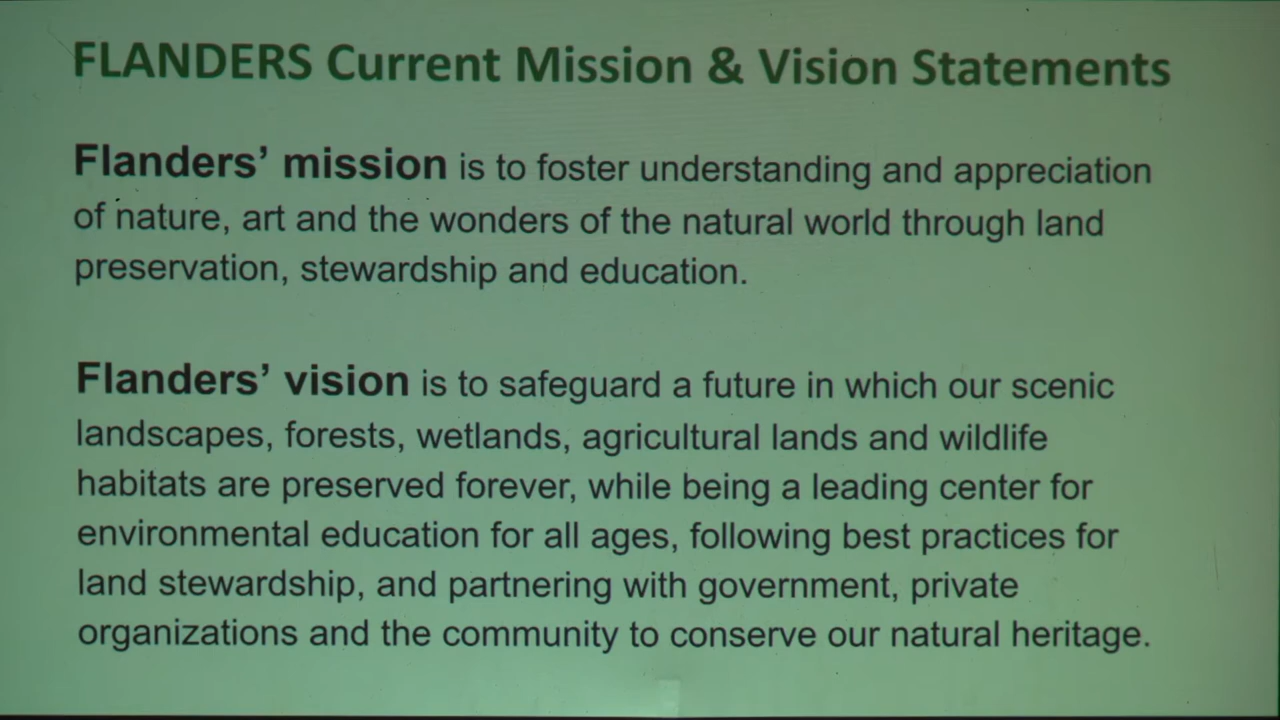 FLANDERS Current Mission & Vision Statements
Flanders’ mission is to foster understanding and appreciation
of nature, art and the wonders of the natural world through land
preservation, stewardship and education.
Flanders’ vision is to safeguard a future in which our scenic
landscapes, forests, wetlands, agricultural lands and wildlife
habitats are preserved forever, while being a leading center for
environmental education for all ages, following best practices for
land stewardship, and partnering with government, private
organizations and the community to conserve our natural heritage.